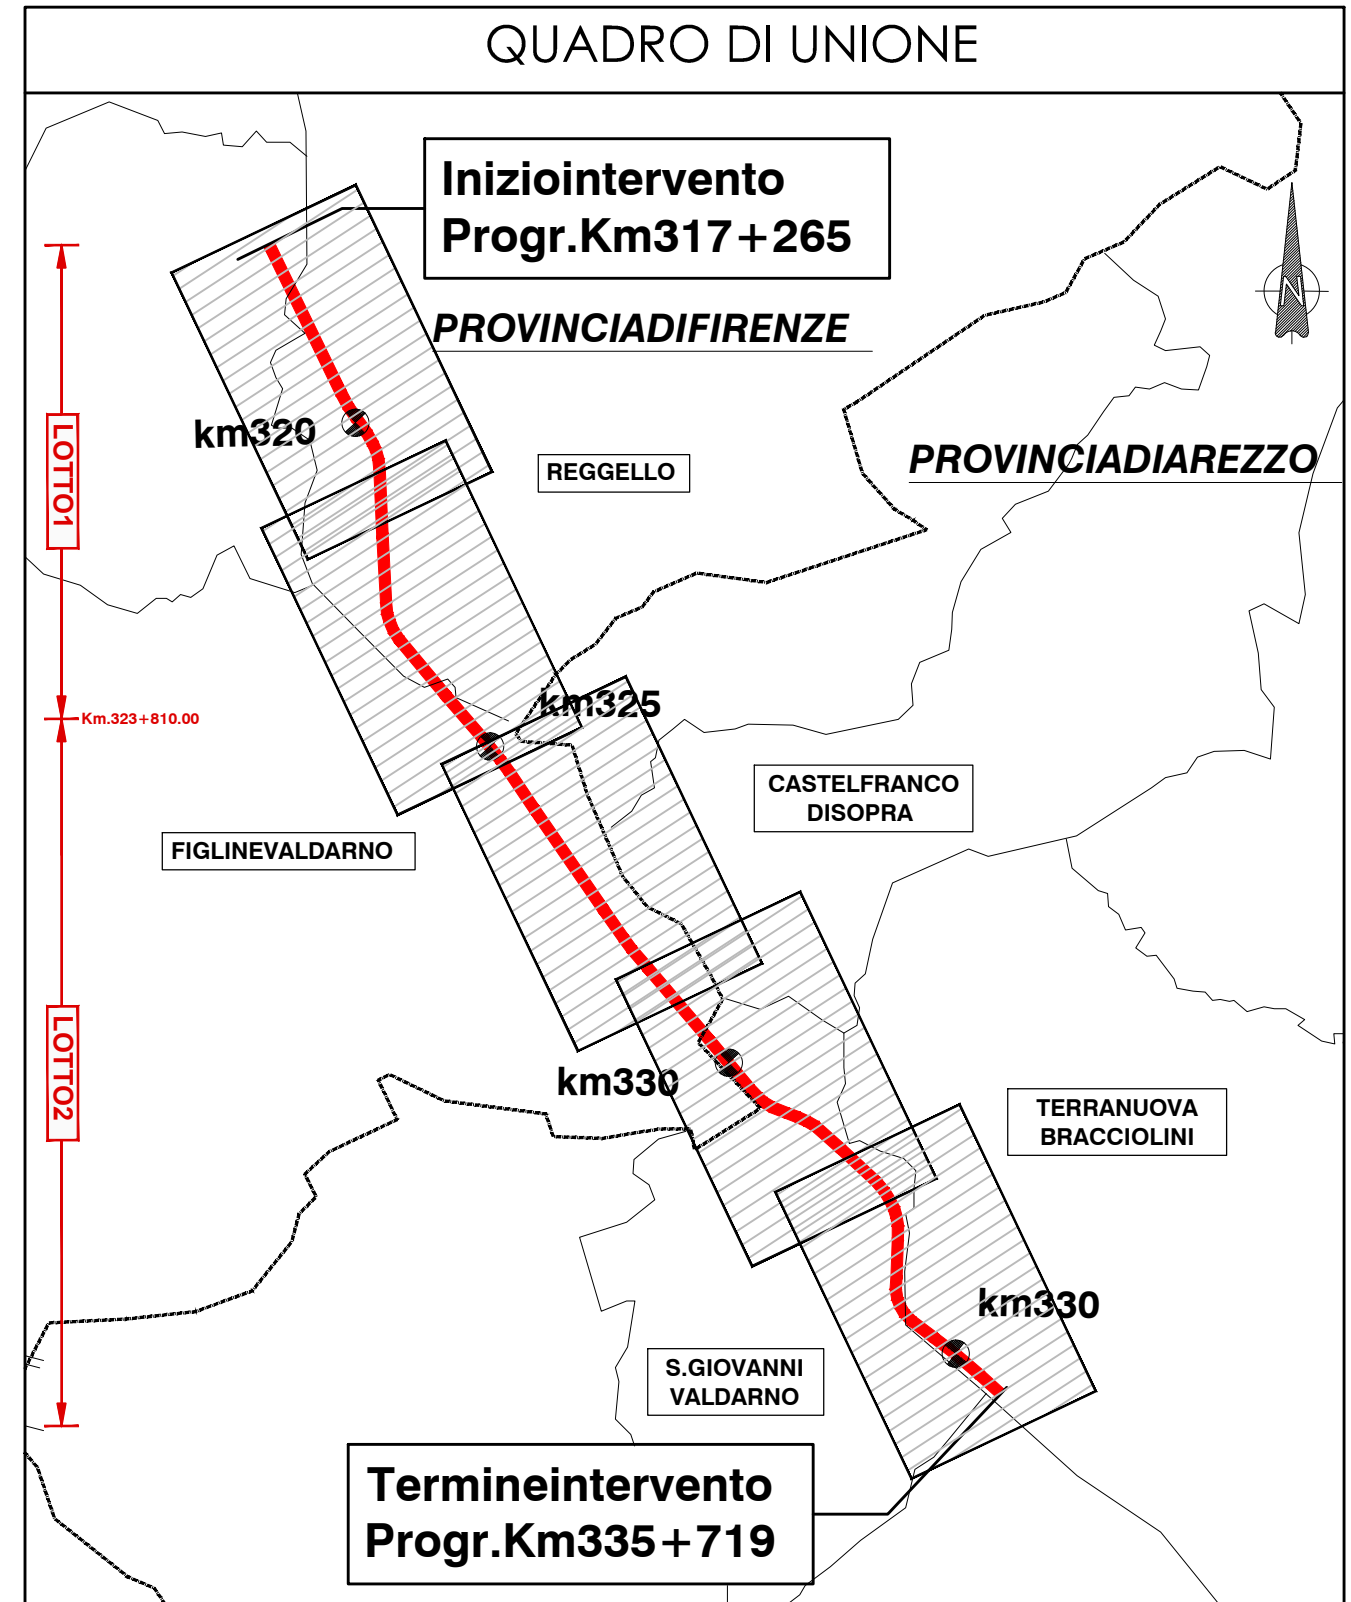 QUADRO DI UNIONE
Iniziointervento
Progr.Km317+265
PROVINCIADIFIRENZE
N
km320
LOTTO1
REGGELLO
PROVINCIADIAREZZO
km325
Km.323+810.00
CASTELFRANCO
DISOPRA
FIGLINEVALDARNO
LOTTO2
km330
TERRANUOVA
BRACCIOLINI
km330
S.GIOVANNI
VALDARNO
Termineintervento
Progr.Km335+719